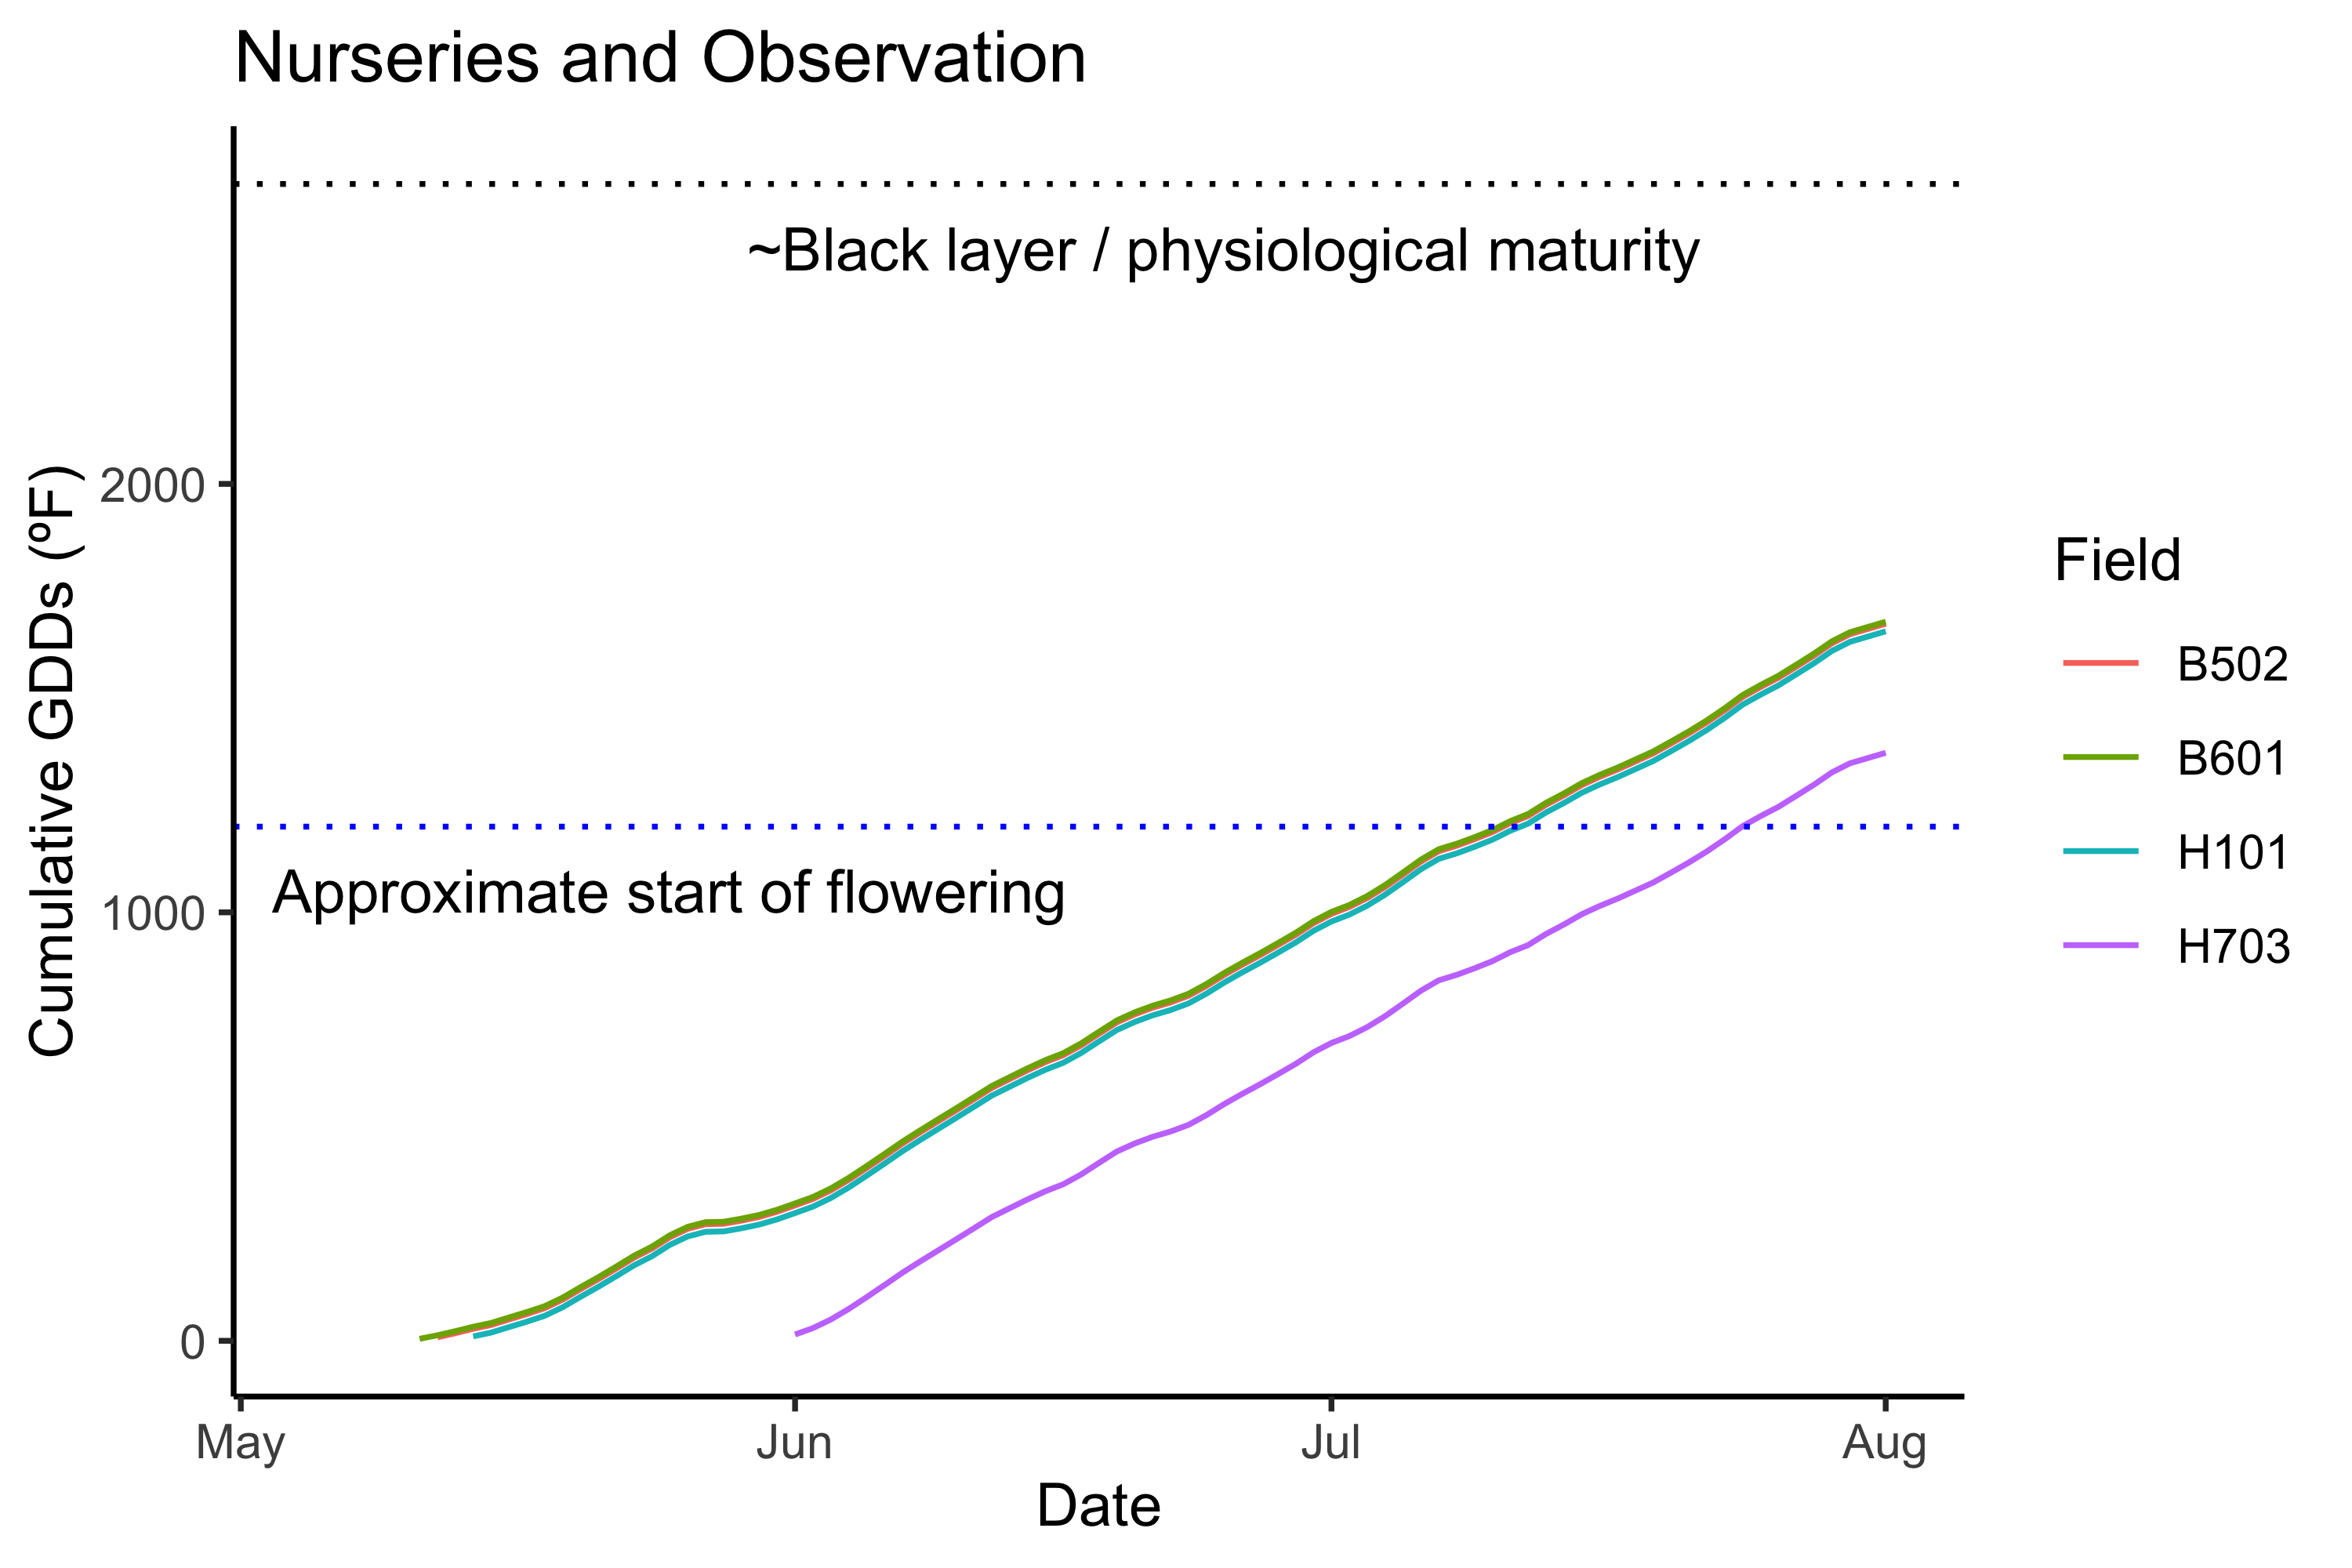 Nurseries and Observation
~Black layer / physiological maturity
Approximate start of flowering
Cumulative GDDs (ºF)
2000
1000
0
May
Jun
Jul
Aug
Date
Field
B502
B601
H101
H703